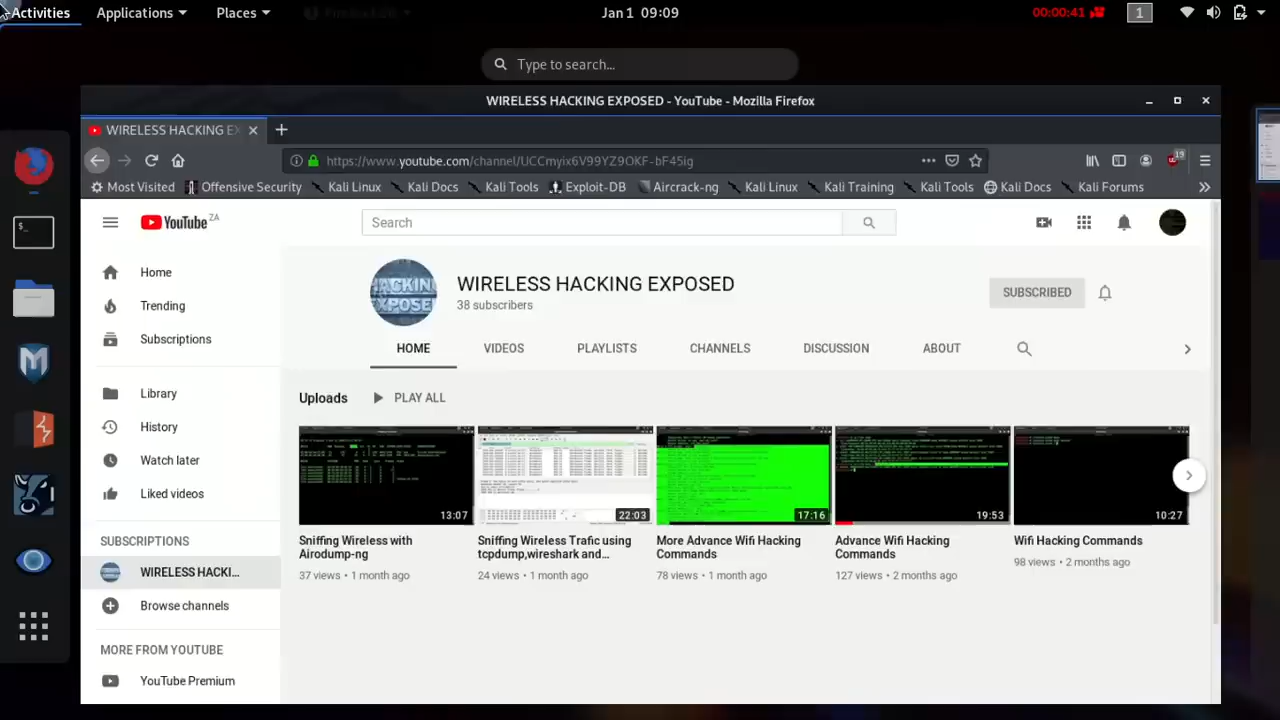 Activities Applications Places Jan 1 09:09 00:00:41 1
Type to search...
WIRELESS HACKING EXPOSED - YouTube - Mozilla Firefox
WIRELESS HACKING EX
https://www.youtube.com/channel/UCCmyix6V99YZ9OKF-bF45ig 19
Most Visited Offensive Security Kali Linux Kali Docs Kali Tools Exploit-DB Aircrack-ng Kali Linux Kali Training Kali Tools Kali Docs Kali Forums
YouTube ZA Search
Home
Trending
Subscriptions
Library
History
Watch later
Liked videos
SUBSCRIPTIONS
WIRELESS HACKI...
Browse channels
MORE FROM YOUTUBE
YouTube Premium
HACKING
EXPOSE
WIRELESS HACKING EXPOSED
38 subscribers
SUBSCRIBED
HOME VIDEOS PLAYLISTS CHANNELS DISCUSSION ABOUT
Uploads PLAY ALL
13:07 22:03 17:16 19:53 10:27
Sniffing Wireless with
Airodump-ng
37 views • 1 month ago
Sniffing Wireless Trafic using
tcpdump,wireshark and...
24 views • 1 month ago
More Advance Wifi Hacking
Commands
78 views • 1 month ago
Advance Wifi Hacking
Commands
127 views • 2 months ago
Wifi Hacking Commands
98 views • 2 months ago